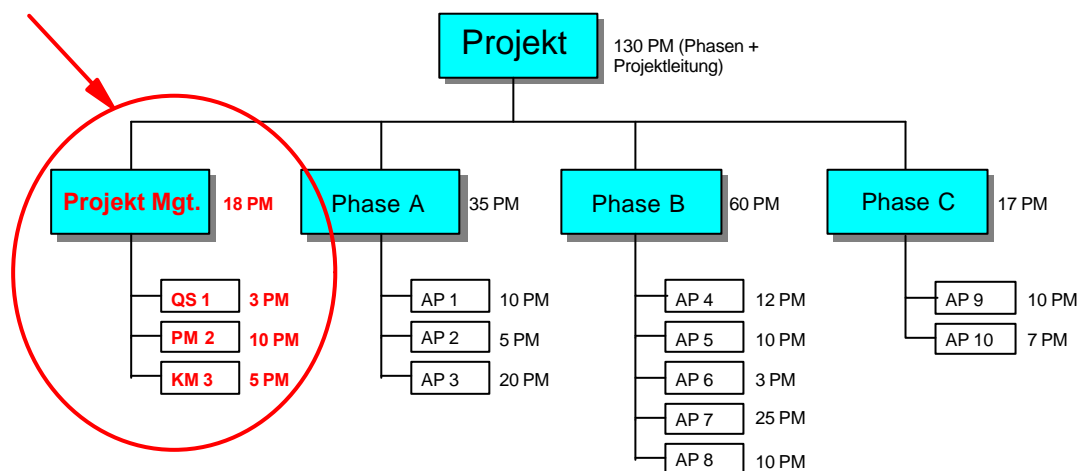 Projekt
130 PM (Phasen +
Projektleitung)
Projekt Mgt.
18 PM
Phase A
35 PM
Phase B
60 PM
Phase C
17 PM
QS 1
3 PM
PM 2
10 PM
KM 3
5 PM
AP 1
10 PM
AP 2
5 PM
AP 3
20 PM
AP 4
12 PM
AP 5
10 PM
AP 6
3 PM
AP 7
25 PM
AP 8
10 PM
AP 9
10 PM
AP 10
7 PM